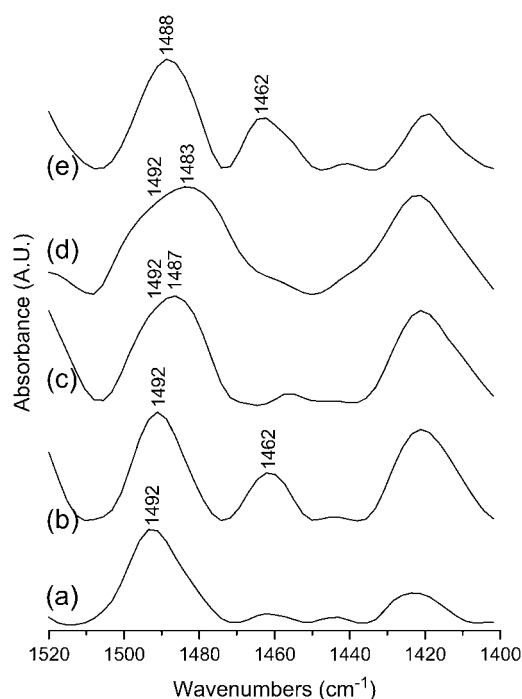 1488
1462
(e)
1492
1483
(d)
1492
1487
(c)
1492
1462
(b)
1492
(a)
Absorbance (A.U.)
1520 1500 1480 1460 1440 1420 1400
Wavenumbers (cm⁻¹)